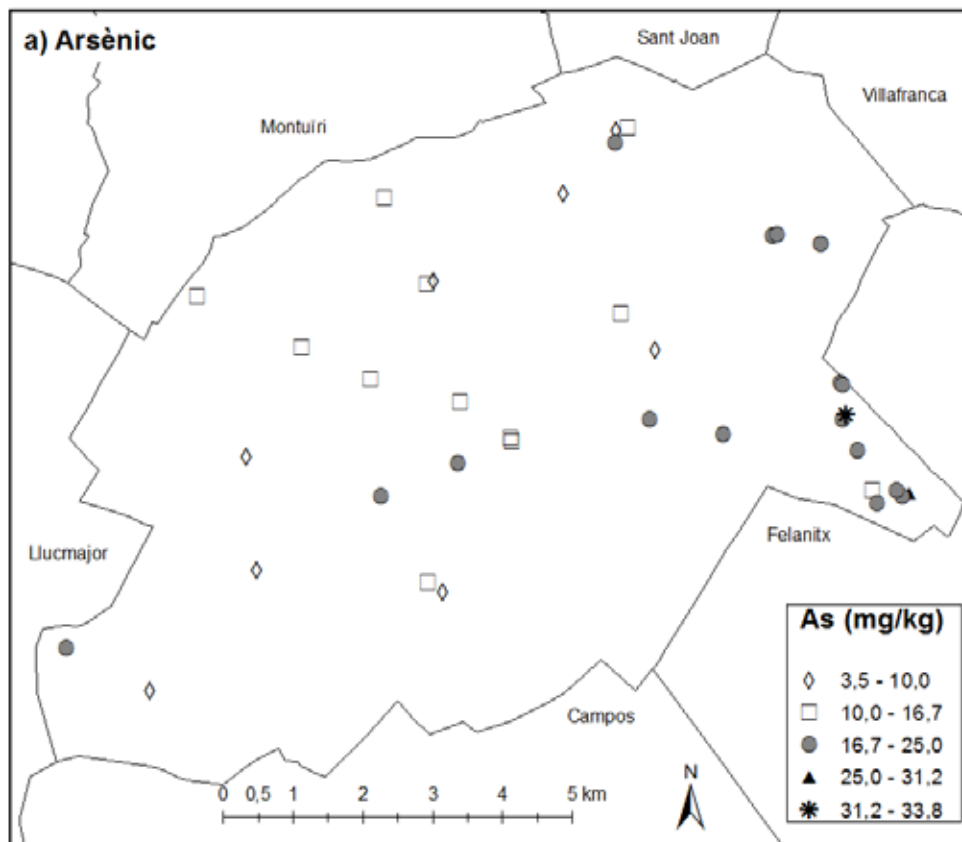 a) Arsènic
Sant Joan
Villafranca
Montuïri
Llucmajor
Felanitx
Campos
As (mg/kg)
3,5 - 10,0
10,0 - 16,7
16,7 - 25,0
25,0 - 31,2
31,2 - 33,8
N
0 0,5 1 2 3 4 5 km